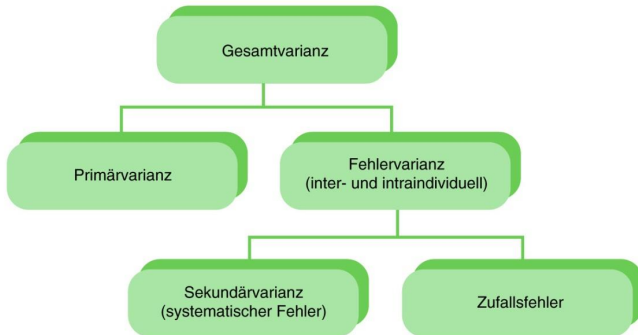 Gesamtvarianz
Primärvarianz
Fehlervarianz
(inter- und intraindividuell)
Sekundärvarianz
(systematischer Fehler)
Zufallsfehler